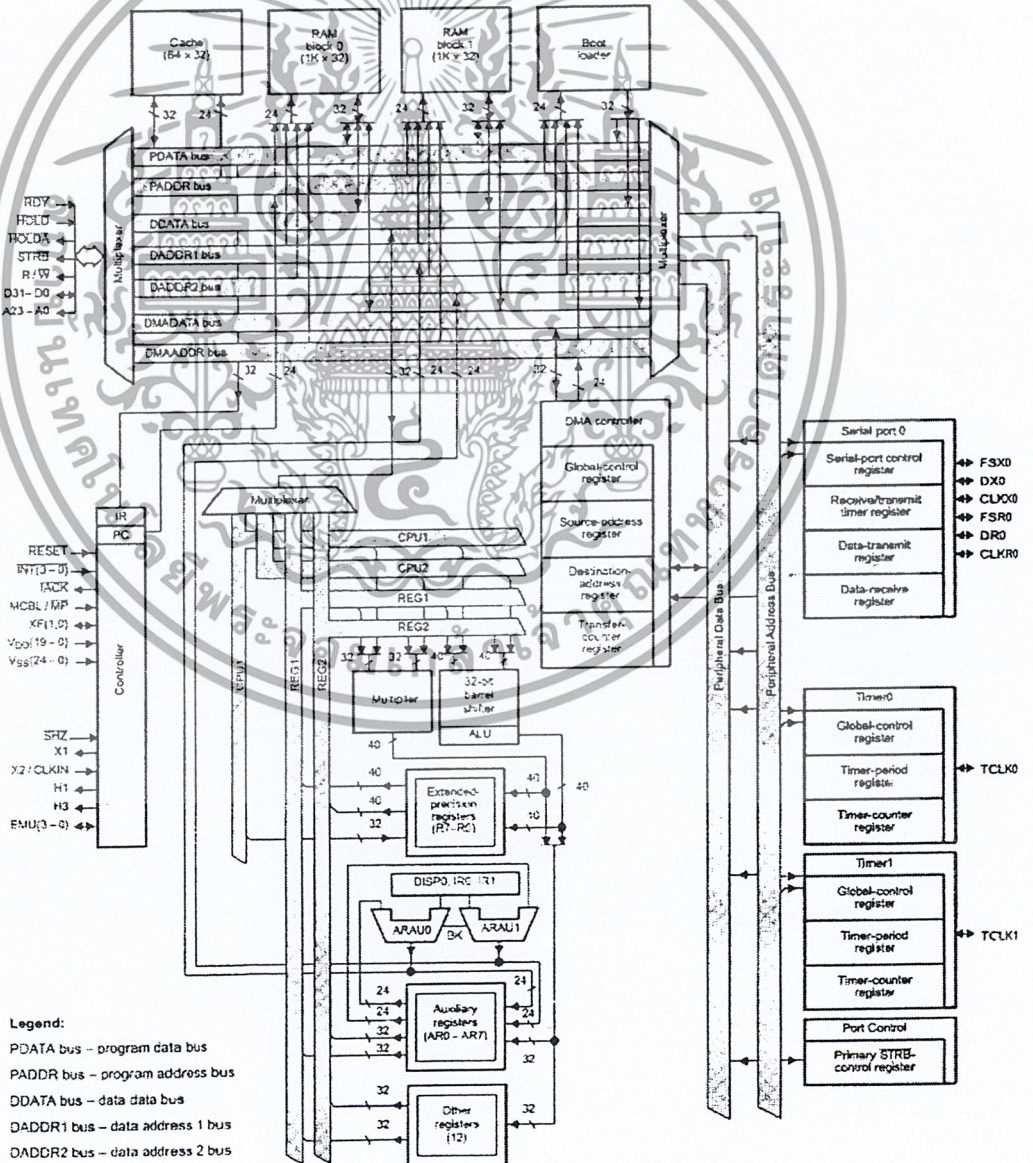 Cache
(64 × 32)
RAM
block 0
(1K × 32)
RAM
block 1
(1K × 32)
Boot
loader
32
24
24
32
24
32
24
32
PDATA bus
PADDR bus
DDATA bus
DADDR1 bus
DADDR2 bus
DMADATA bus
DMAADDR bus
Multiplexer
Multiplexer
RDY
HOLD
HOLDA
STRB
R / W
D31 – D0
A23 – A0
32
24
32
24
24
32
24
DMA controller
Global-control
register
Source-address
register
Destination-
address
register
Transfer-
counter
register
Multiplexer
CPU1
CPU2
REG1
REG2
32
32
40
40
Multiplier
32-bit
barrel
shifter
ALU
IR
PC
Controller
RESET
INT(3 – 0)
IACK
MCBL / MP
XF(1,0)
VDD(19 – 0)
VSS(24 – 0)
SHZ
X1
X2 / CLKIN
H1
H3
EMU(3 – 0)
CPU1
REG1
REG2
40
40
40
40
40
40
32
Extended-
precision
registers
(R7–R0)
DISP0, IR0, IR1
ARAU0
BK
ARAU1
24
24
24
24
32
32
32
Auxiliary
registers
(AR0 – AR7)
32
32
32
Other
registers
(12)
Peripheral Data Bus
Peripheral Address Bus
Serial port 0
Serial-port control
register
Receive/transmit
timer register
Data-transmit
register
Data-receive
register
FSX0
DX0
CLKX0
FSR0
DR0
CLKR0
Timer0
Global-control
register
Timer-period
register
Timer-counter
register
TCLK0
Timer1
Global-control
register
Timer-period
register
Timer-counter
register
TCLK1
Port Control
Primary STRB-
control register
Legend:
PDATA bus – program data bus
PADDR bus – program address bus
DDATA bus – data data bus
DADDR1 bus – data address 1 bus
DADDR2 bus – data address 2 bus